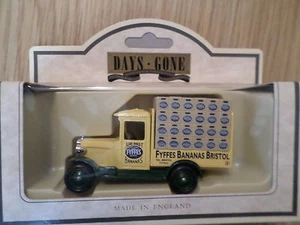 DAYS-GONE
FYFFES
BANANAS
FYFFES BANANAS BRISTOL
MADE IN ENGLAND